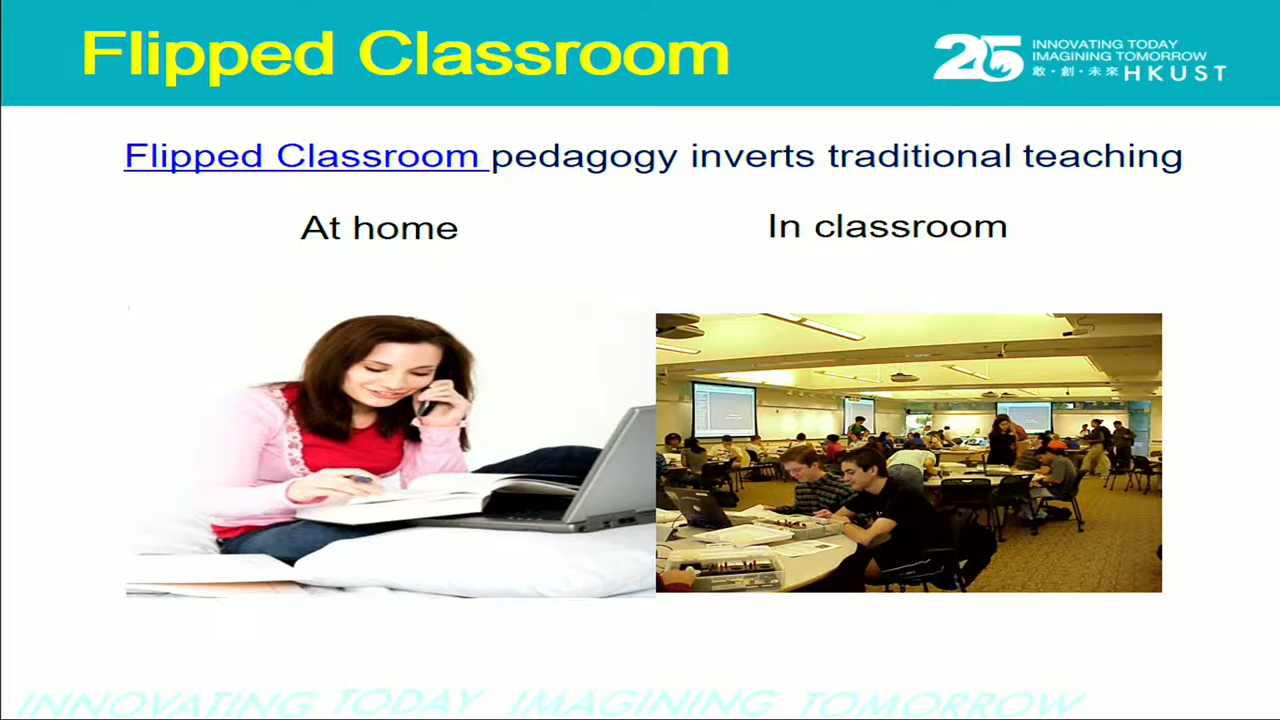 Flipped Classroom
25 INNOVATING TODAY
IMAGINING TOMORROW
敢·創·未來 HKUST
Flipped Classroom pedagogy inverts traditional teaching
At home
In classroom
INNOVATING TODAY IMAGINING TOMORROW